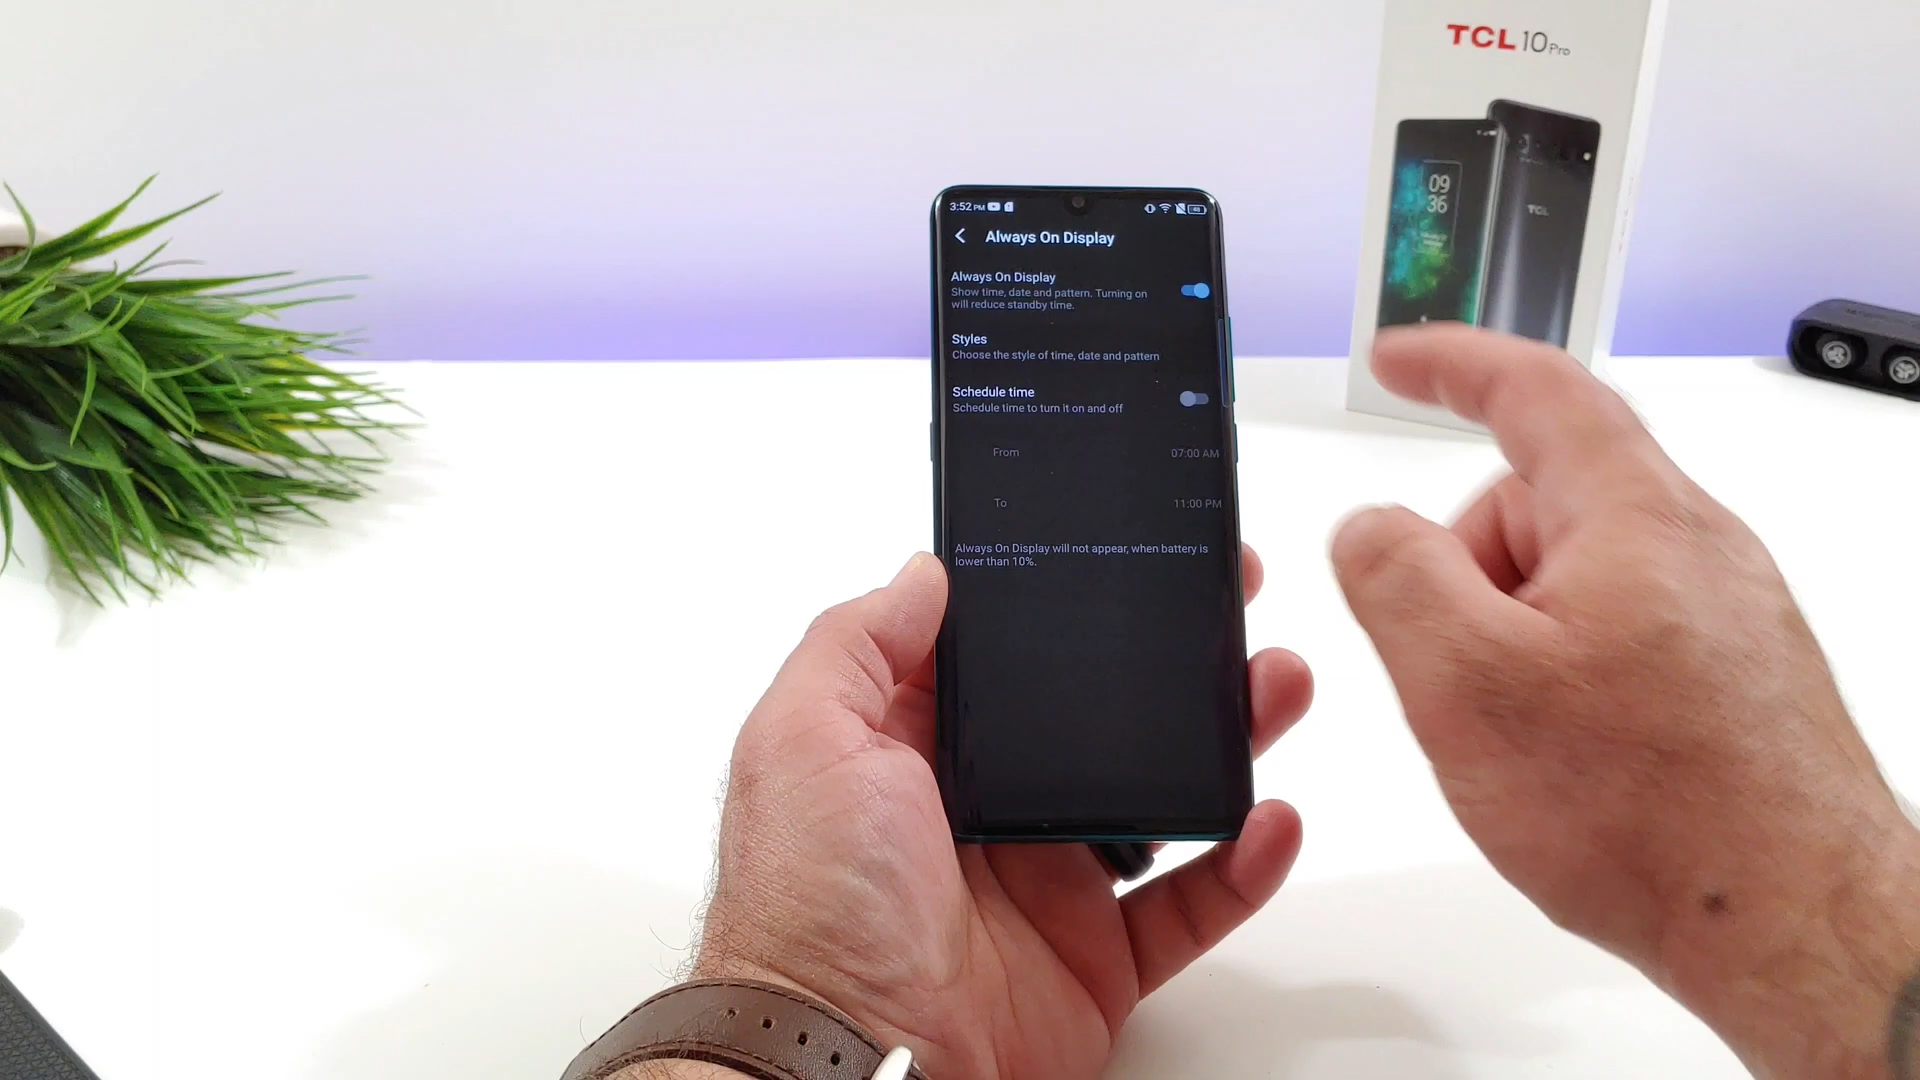 TCL 10 Pro
09
36
TCL
3:52 PM
48
Always On Display
Always On Display
Show time, date and pattern. Turning on
will reduce standby time.
Styles
Choose the style of time, date and pattern
Schedule time
Schedule time to turn it on and off
From 07:00 AM
To 11:00 PM
Always On Display will not appear, when battery is
lower than 10%.